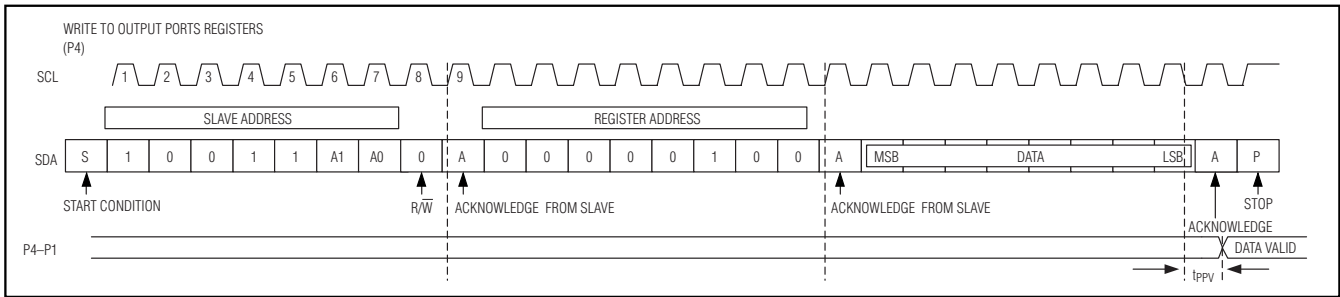 WRITE TO OUTPUT PORTS REGISTERS
(P4)
SCL 1 2 3 4 5 6 7 8 9
SLAVE ADDRESS REGISTER ADDRESS
SDA S 1 0 0 1 1 A1 A0 0 A 0 0 0 0 0 1 0 0 A MSB DATA LSB A P
START CONDITION R/W̅ ACKNOWLEDGE FROM SLAVE ACKNOWLEDGE FROM SLAVE STOP
ACKNOWLEDGE
P4–P1 DATA VALID
tPPV